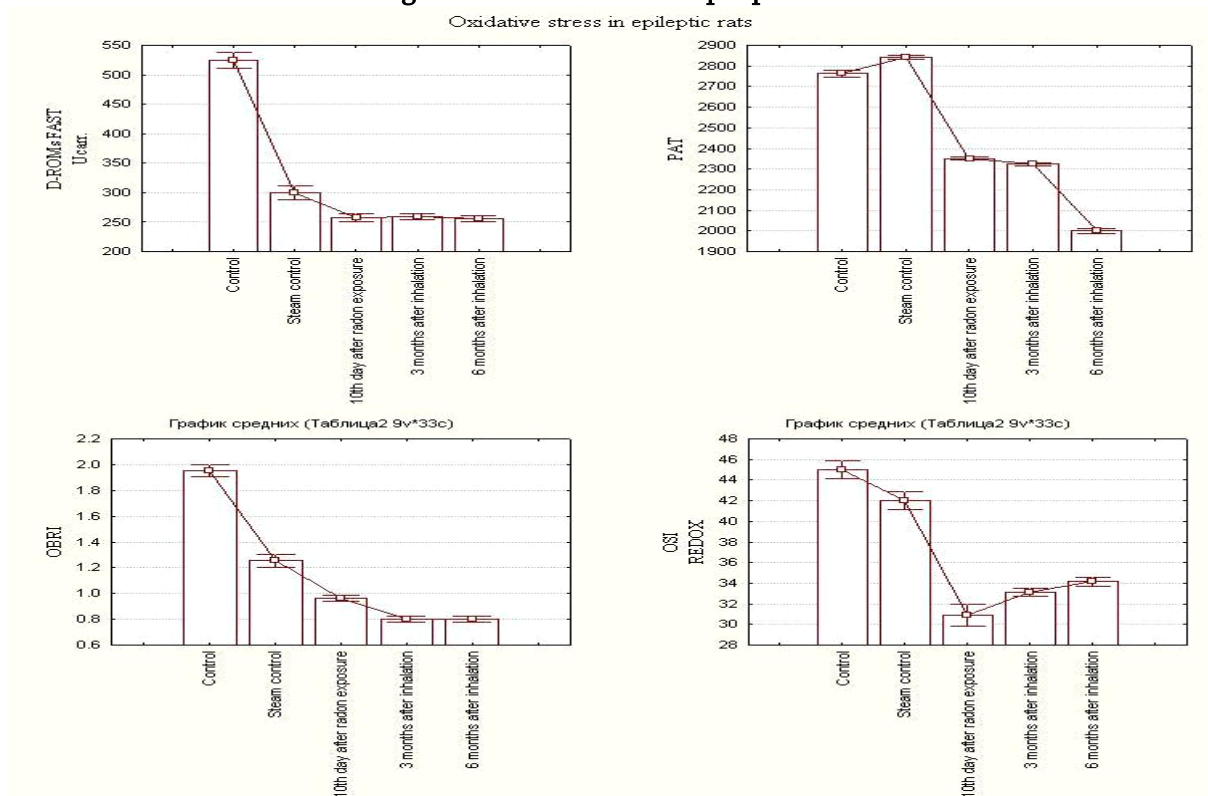 Oxidative stress in epileptic rats
550
500
450
400
350
300
250
200
D-ROMs FAST
Ucarr.
Control
Steam control
10th day after radon exposure
3 months after inhalation
6 months after inhalation
2900
2800
2700
2600
2500
2400
2300
2200
2100
2000
1900
PAT
Control
Steam control
10th day after radon exposure
3 months after inhalation
6 months after inhalation
График средних (Таблица2 9v*33c)
2.2
2.0
1.8
1.6
1.4
1.2
1.0
0.8
0.6
OBRI
Control
Steam control
10th day after radon exposure
3 months after inhalation
6 months after inhalation
График средних (Таблица2 9v*33c)
48
46
44
42
40
38
36
34
32
30
28
OSI
REDOX
Control
Steam control
10th day after radon exposure
3 months after inhalation
6 months after inhalation